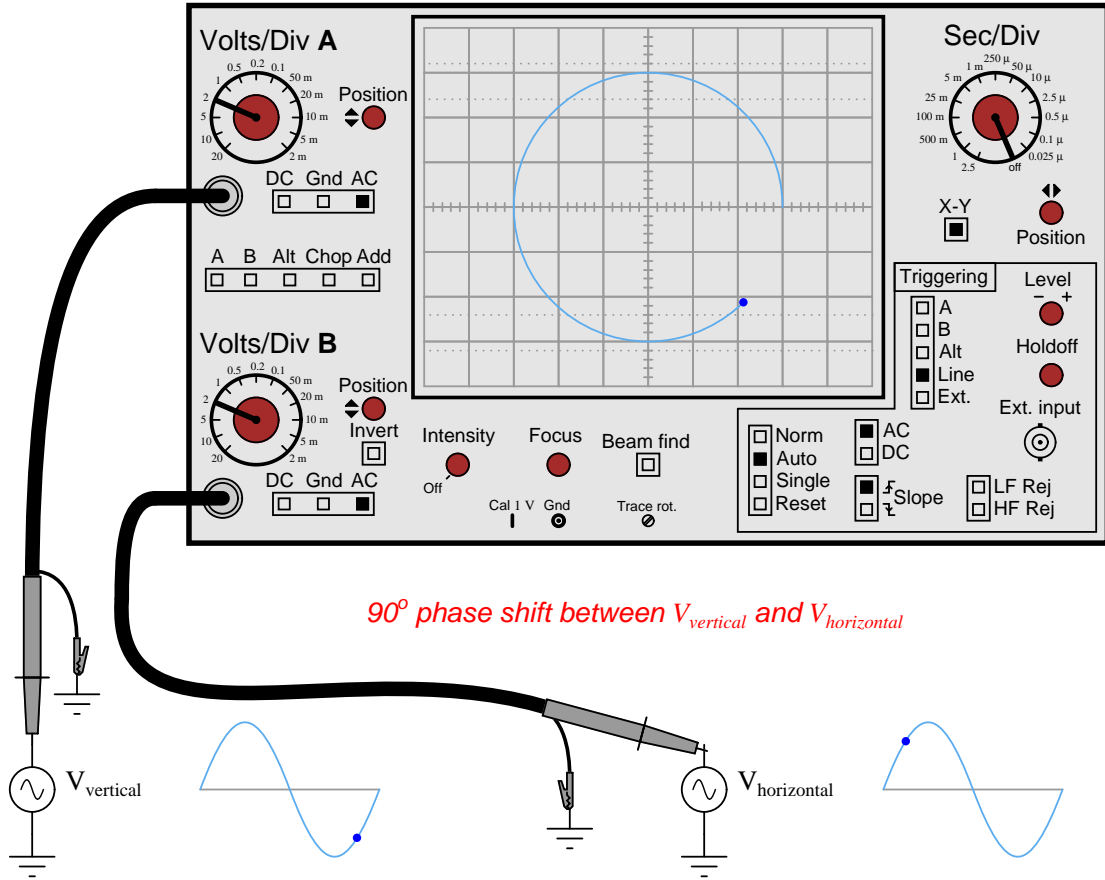 Volts/Div A
0.5 0.2 0.1
1 50 m
2 20 m
5 10 m
10 5 m
20 2 m
Position
DC Gnd AC
A B Alt Chop Add
Volts/Div B
0.5 0.2 0.1
1 50 m
2 20 m
5 10 m
10 5 m
20 2 m
Position
Invert
DC Gnd AC
Intensity
Off
Focus
Beam find
Cal 1 V Gnd
Trace rot.
Sec/Div
250 µ
1 m 50 µ
5 m 10 µ
25 m 2.5 µ
100 m 0.5 µ
500 m 0.1 µ
1 0.025 µ
2.5 off
X-Y
Position
Triggering
A
B
Alt
Line
Ext.
Level
− +
Holdoff
Ext. input
Norm
Auto
Single
Reset
AC
DC
Slope
LF Rej
HF Rej
90° phase shift between Vvertical and Vhorizontal
Vvertical
Vhorizontal